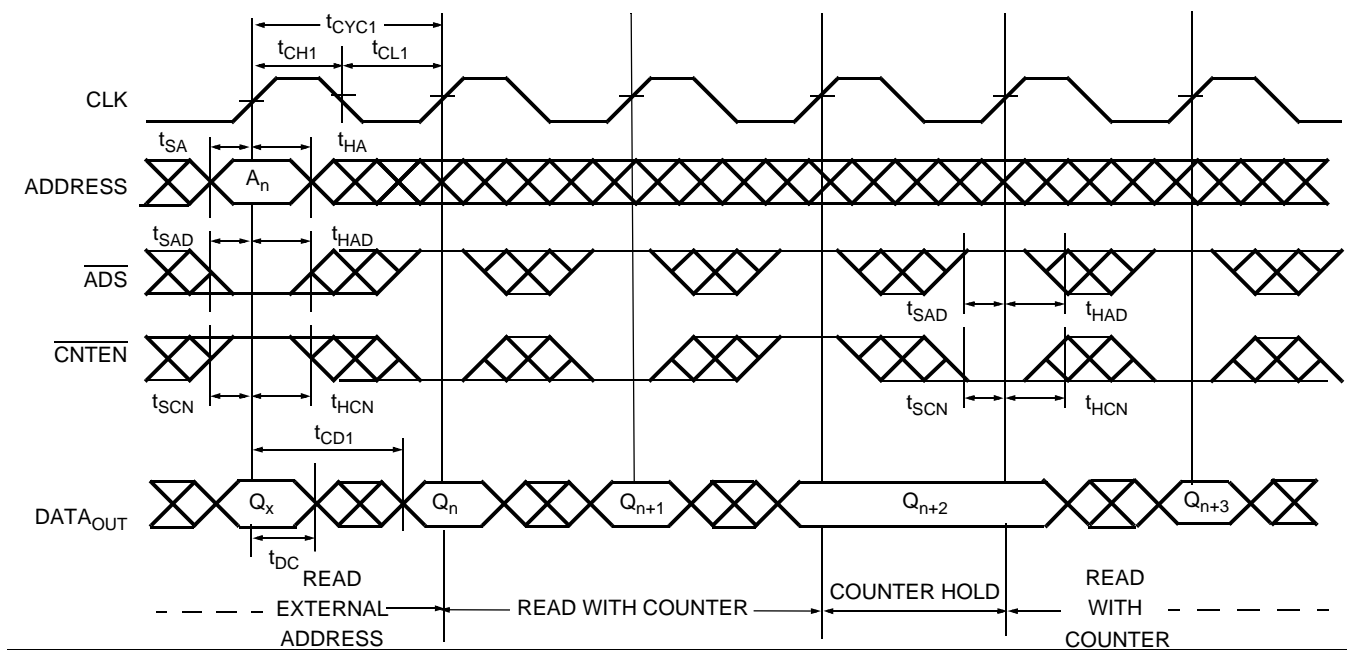 tCYC1
tCH1 tCL1
CLK
tSA tHA
ADDRESS An
tSAD tHAD
ADS
tSAD tHAD
CNTEN
tSCN tHCN tSCN tHCN
tCD1
DATAOUT Qx Qn Qn+1 Qn+2 Qn+3
tDC
READ
EXTERNAL
ADDRESS
READ WITH COUNTER
COUNTER HOLD
READ
WITH
COUNTER